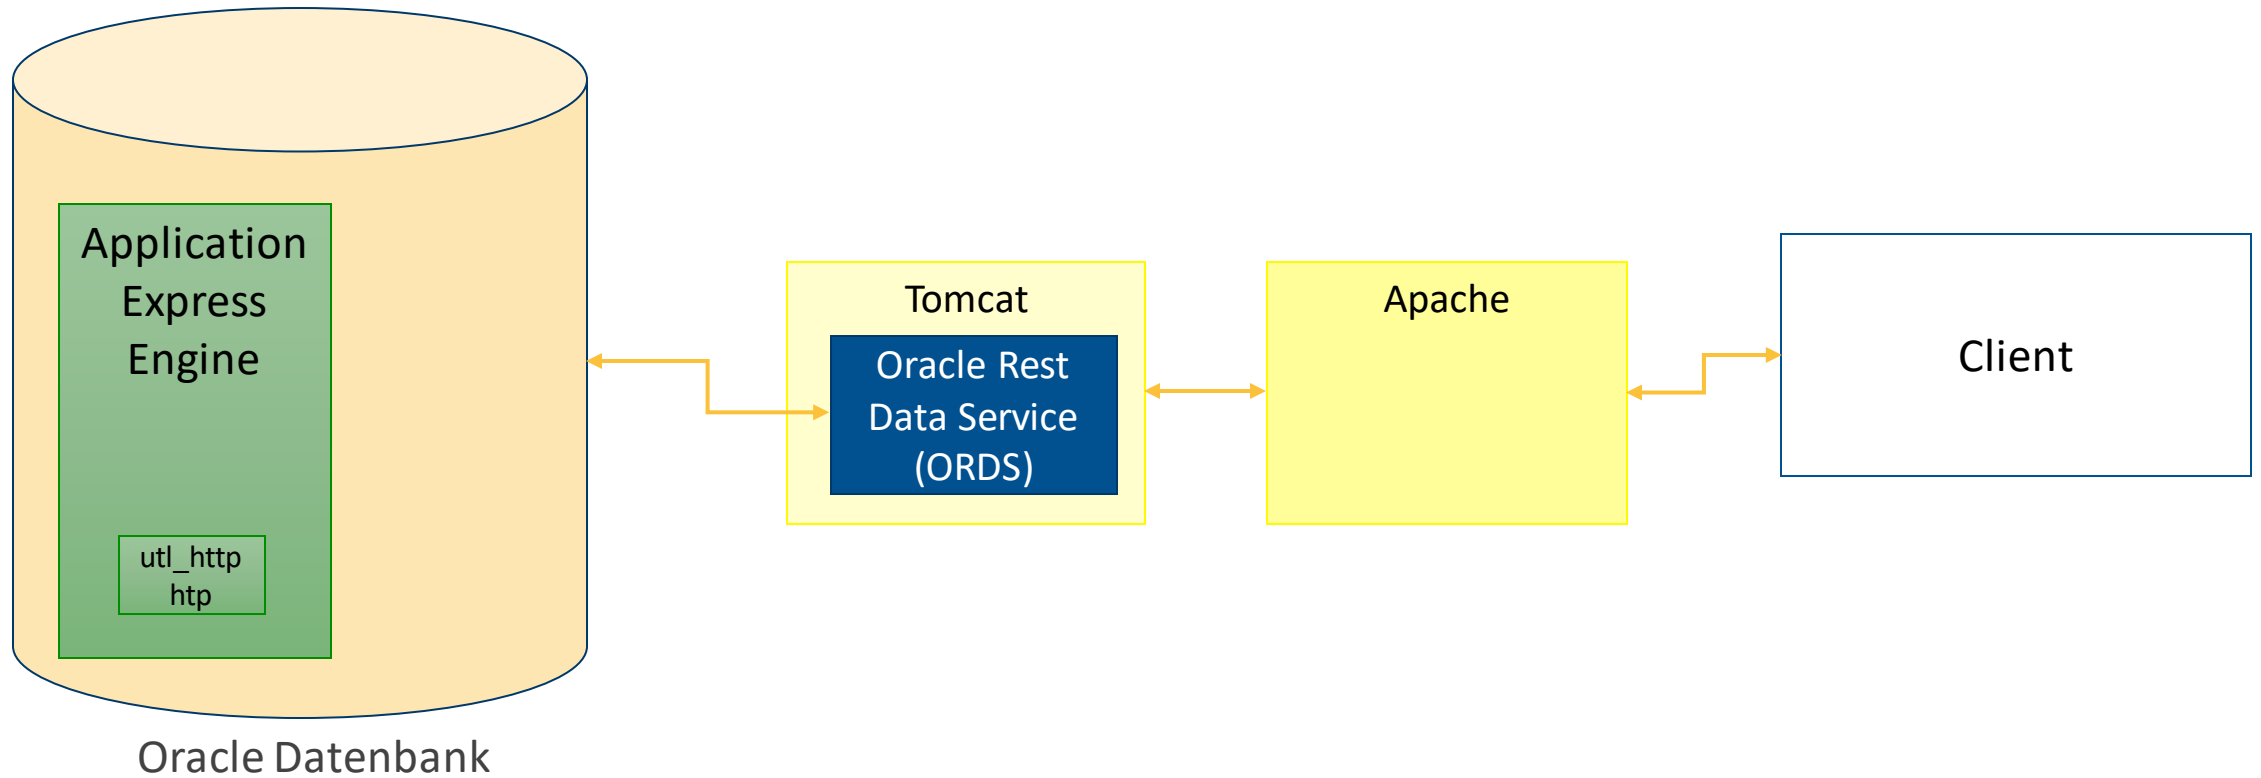 Application
Express
Engine
utl_http
htp
Oracle Datenbank
Tomcat
Oracle Rest
Data Service
(ORDS)
Apache
Client